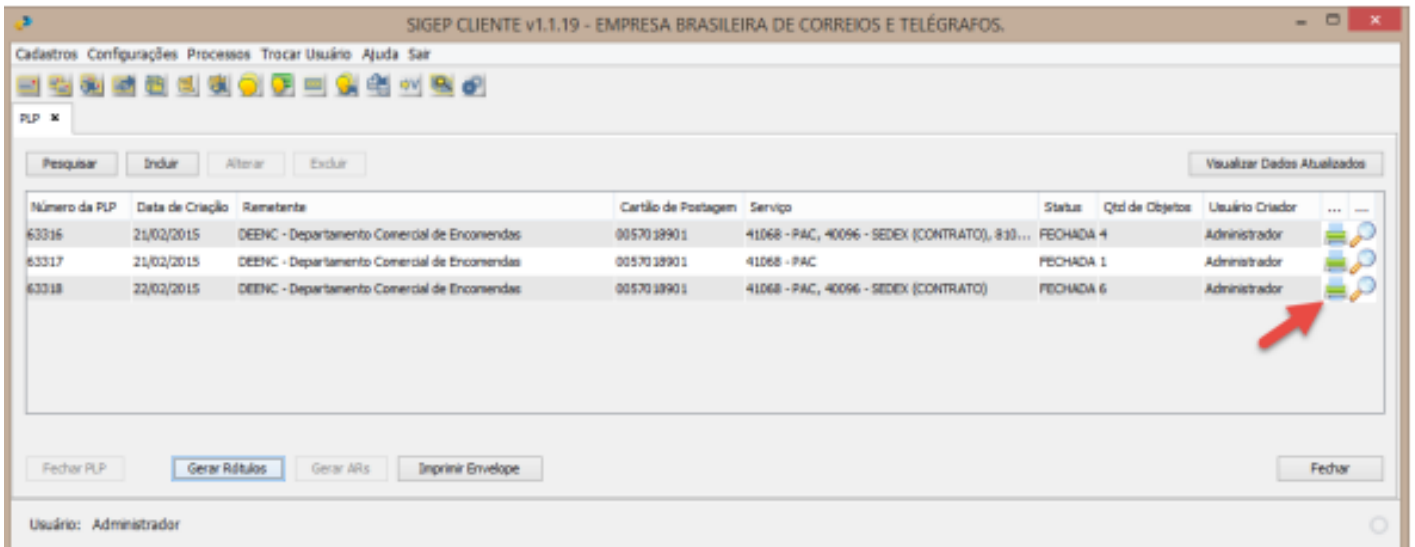 SIGEP CLIENTE v1.1.19 - EMPRESA BRASILEIRA DE CORREIOS E TELÉGRAFOS.
Cadastros Configurações Processos Trocar Usuário Ajuda Sair
PLP
Pesquisar Incluir Alterar Excluir Visualizar Dados Atualizados
Número da PLP Data de Criação Remetente Cartão de Postagem Serviço Status Qtd de Objetos Usuário Criador ... ...
63316 21/02/2015 DEENC - Departamento Comercial de Encomendas 0057018901 41068 - PAC, 40096 - SEDEX (CONTRATO), 810... FECHADA 4 Administrador
63317 21/02/2015 DEENC - Departamento Comercial de Encomendas 0057018901 41068 - PAC FECHADA 1 Administrador
63318 22/02/2015 DEENC - Departamento Comercial de Encomendas 0057018901 41068 - PAC, 40096 - SEDEX (CONTRATO) FECHADA 6 Administrador
Fechar PLP Gerar Rótulos Gerar ARs Imprimir Envelope Fechar
Usuário: Administrador